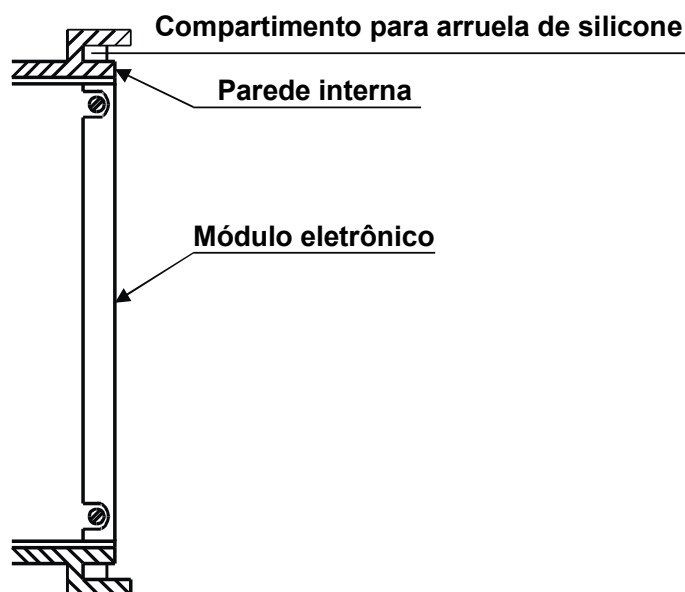 Compartimento para arruela de silicone
Parede interna
Módulo eletrônico